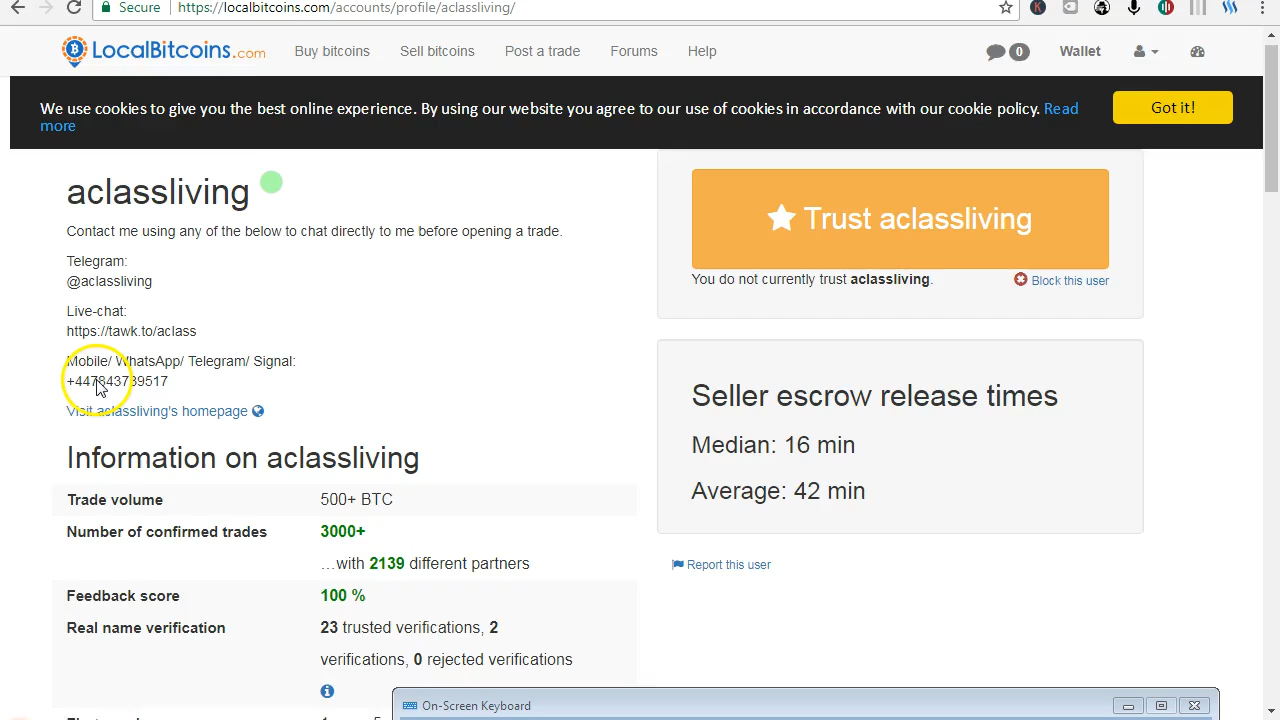 Secure https://localbitcoins.com/accounts/profile/aclassliving/
LocalBitcoins.com Buy bitcoins Sell bitcoins Post a trade Forums Help 0 Wallet
We use cookies to give you the best online experience. By using our website you agree to our use of cookies in accordance with our cookie policy. Read
more
Got it!
aclassliving
Contact me using any of the below to chat directly to me before opening a trade.
Telegram:
@aclassliving
Live-chat:
https://tawk.to/aclass
Mobile/ WhatsApp/ Telegram/ Signal:
+447843789517
Visit aclassliving's homepage
Information on aclassliving
Trade volume 500+ BTC
Number of confirmed trades 3000+
…with 2139 different partners
Feedback score 100 %
Real name verification 23 trusted verifications, 2
verifications, 0 rejected verifications
Trust aclassliving
You do not currently trust aclassliving. Block this user
Seller escrow release times
Median: 16 min
Average: 42 min
Report this user
On-Screen Keyboard